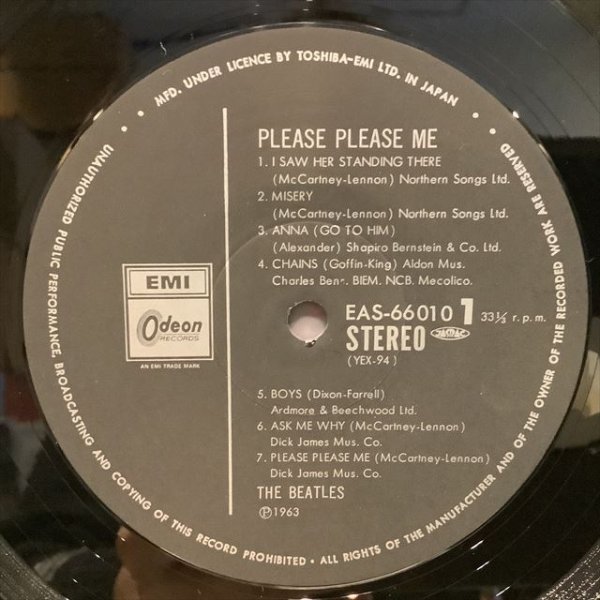 MFD. UNDER LICENCE BY TOSHIBA-EMI LTD. IN JAPAN
UNAUTHORIZED PUBLIC PERFORMANCE, BROADCASTING AND COPYING OF THIS RECORD PROHIBITED • ALL RIGHTS OF THE MANUFACTURER AND OF THE OWNER OF THE RECORDED WORK ARE RESERVED
PLEASE PLEASE ME
1. I SAW HER STANDING THERE
(McCartney-Lennon) Northern Songs Ltd.
2. MISERY
(McCartney-Lennon) Northern Songs Ltd.
3. ANNA (GO TO HIM)
(Alexander) Shapiro Bernstein & Co. Ltd.
4. CHAINS (Goffin-King) Aldon Mus.
Charles Bens. BIEM. NCB. Mecolico.
EMI
Odeon
RECORDS
AN EMI TRADE MARK
EAS-66010 1 33⅓ r.p.m.
STEREO JASRAC
(YEX-94)
5. BOYS (Dixon-Farrell)
Ardmore & Beechwood Ltd.
6. ASK ME WHY (McCartney-Lennon)
Dick James Mus. Co.
7. PLEASE PLEASE ME (McCartney-Lennon)
Dick James Mus. Co.
THE BEATLES
℗1963